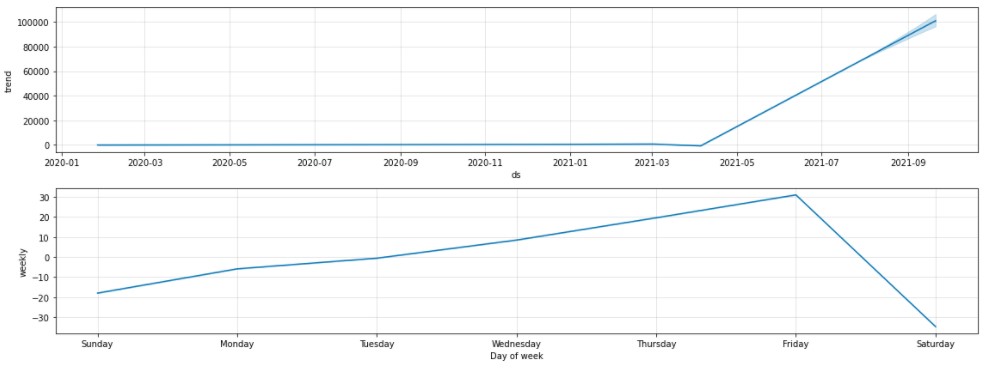 100000
80000
60000
40000
20000
0
trend
2020-01 2020-03 2020-05 2020-07 2020-09 2020-11 2021-01 2021-03 2021-05 2021-07 2021-09
ds
30
20
10
0
−10
−20
−30
weekly
Sunday Monday Tuesday Wednesday Thursday Friday Saturday
Day of week